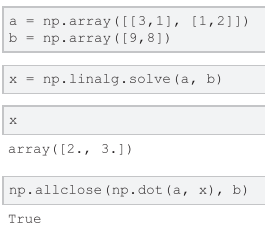 a = np.array([[3,1], [1,2]])
b = np.array([9,8])
x = np.linalg.solve(a, b)
x
array([2., 3.])
np.allclose(np.dot(a, x), b)
True